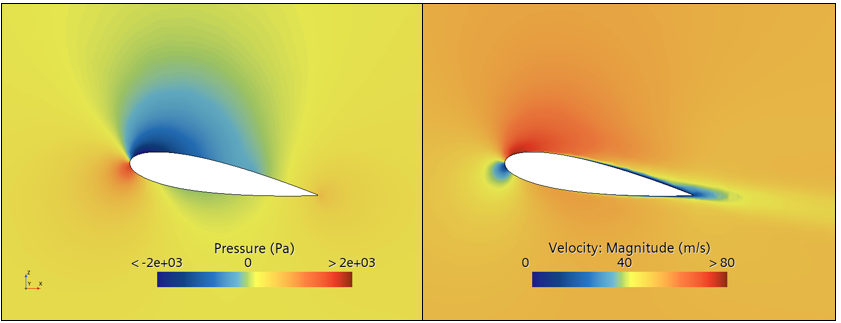 Pressure (Pa)
< -2e+03 0 > 2e+03
Z
Y X
Velocity: Magnitude (m/s)
0 40 > 80